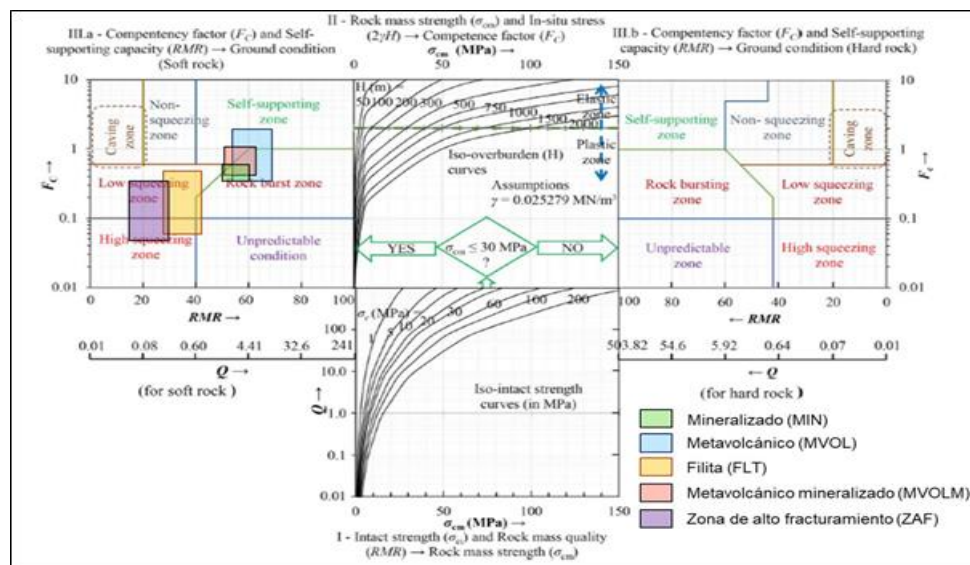 II - Rock mass strength (σcm) and In-situ stress
(2γH) → Competence factor (FC)
σcm (MPa) →
0 50 100 150
III.a - Compentency factor (FC) and Self-
supporting capacity (RMR) → Ground condition
(Soft rock)
III.b - Compentency factor (FC) and Self-supporting
capacity (RMR) → Ground condition (Hard rock)
10
1
0.1
0.01
FC →
Caving zone
Non-
squeezing
zone
Self-supporting
zone
Low squeezing
zone
Rock burst zone
High squeezing
zone
Unpredictable
condition
0 20 40 60 80 100
RMR →
0.01 0.08 0.60 4.41 32.6 241
Q →
(for soft rock)
H (m) =
50 100 200 300 500 750 1000 1500 2000
Elastic
zone
Plastic
zone
Iso-overburden (H)
curves
Assumptions
γ = 0.025279 MN/m³
YES
σcm ≤ 30 MPa
?
NO
σc (MPa) =
1 5 10 20 30 60 100 200
100
10.0
1.0
0.1
0.01
Q →
Iso-intact strength
curves (in MPa)
0 50 100 150
σcm (MPa) →
I - Intact strength (σci) and Rock mass quality
(RMR) → Rock mass strength (σcm)
Self-supporting
zone
Non- squeezing
zone
Caving
zone
Rock bursting
zone
Low squeezing
zone
Unpredictable
zone
High squeezing
zone
10
1
0.1
0.01
FC →
100 80 60 40 20 0
← RMR
503.82 54.6 5.92 0.64 0.07 0.01
← Q
(for hard rock )
Mineralizado (MIN)
Metavolcánico (MVOL)
Filita (FLT)
Metavolcánico mineralizado (MVOLM)
Zona de alto fracturamiento (ZAF)